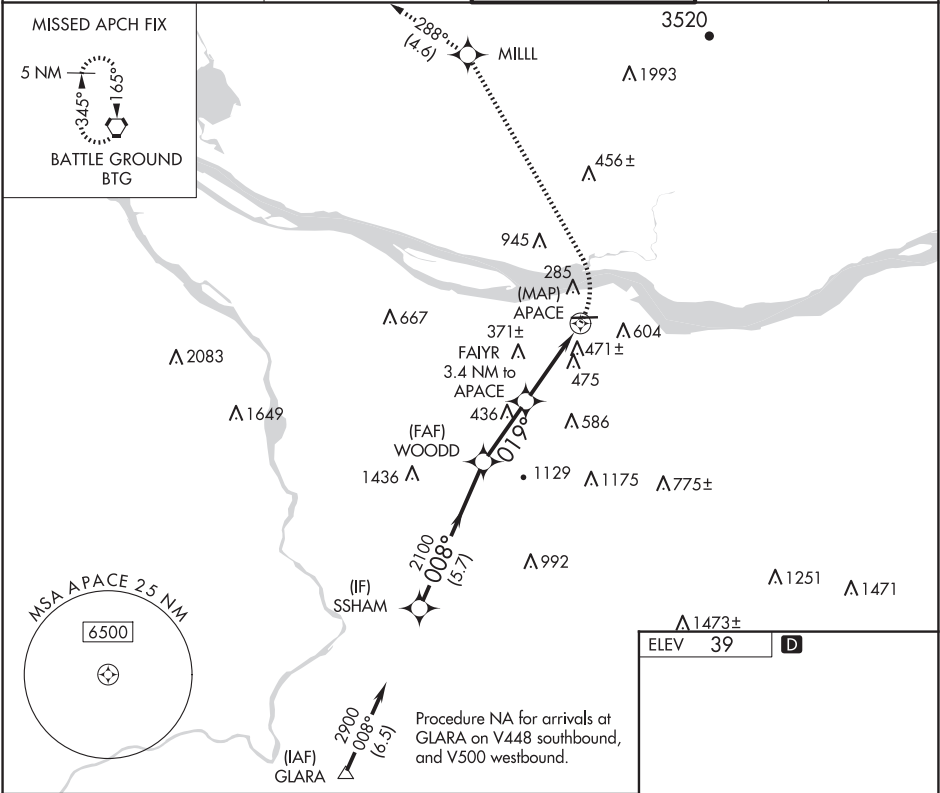 MISSED APCH FIX
5 NM
345°
165°
BATTLE GROUND
BTG
288°
(4.6)
MILLL
3520
1993
456±
945
285
(MAP)
APACE
667
371±
604
471±
475
2083
FAIYR
3.4 NM to
APACE
1649
436
586
019°
(FAF)
WOODD
1436
1129
1175
775±
2100
008°
(5.7)
992
(IF)
SSHAM
1251
1471
1473±
MSA APACE 25 NM
6500
ELEV 39 D
2900
008°
(6.5)
(IAF)
GLARA
Procedure NA for arrivals at
GLARA on V448 southbound,
and V500 westbound.